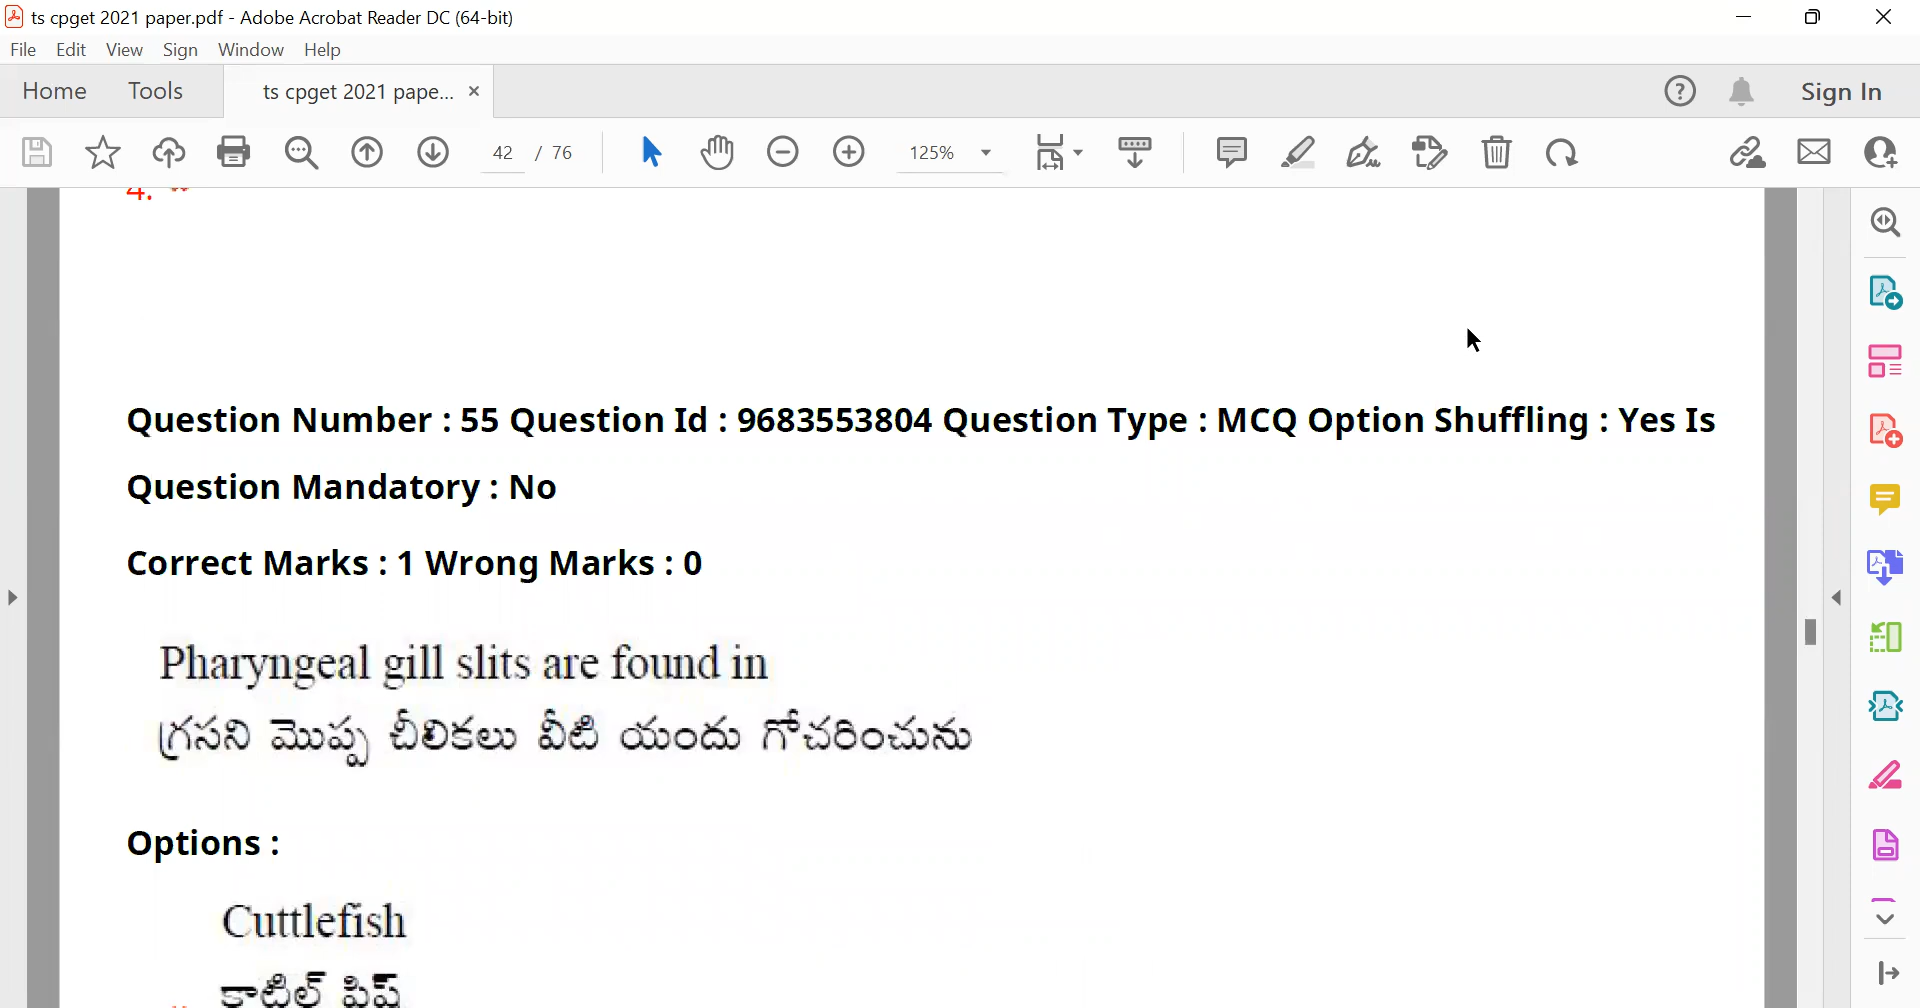 ts cpget 2021 paper.pdf - Adobe Acrobat Reader DC (64-bit)
File Edit View Sign Window Help
Home Tools ts cpget 2021 pape... × Sign In
42 / 76 125%
4.
Question Number : 55 Question Id : 9683553804 Question Type : MCQ Option Shuffling : Yes Is
Question Mandatory : No
Correct Marks : 1 Wrong Marks : 0
Pharyngeal gill slits are found in
గ్రసని మొప్ప చీలికలు వీటి యందు గోచరించును
Options :
Cuttlefish
కాటిల్ పిష్